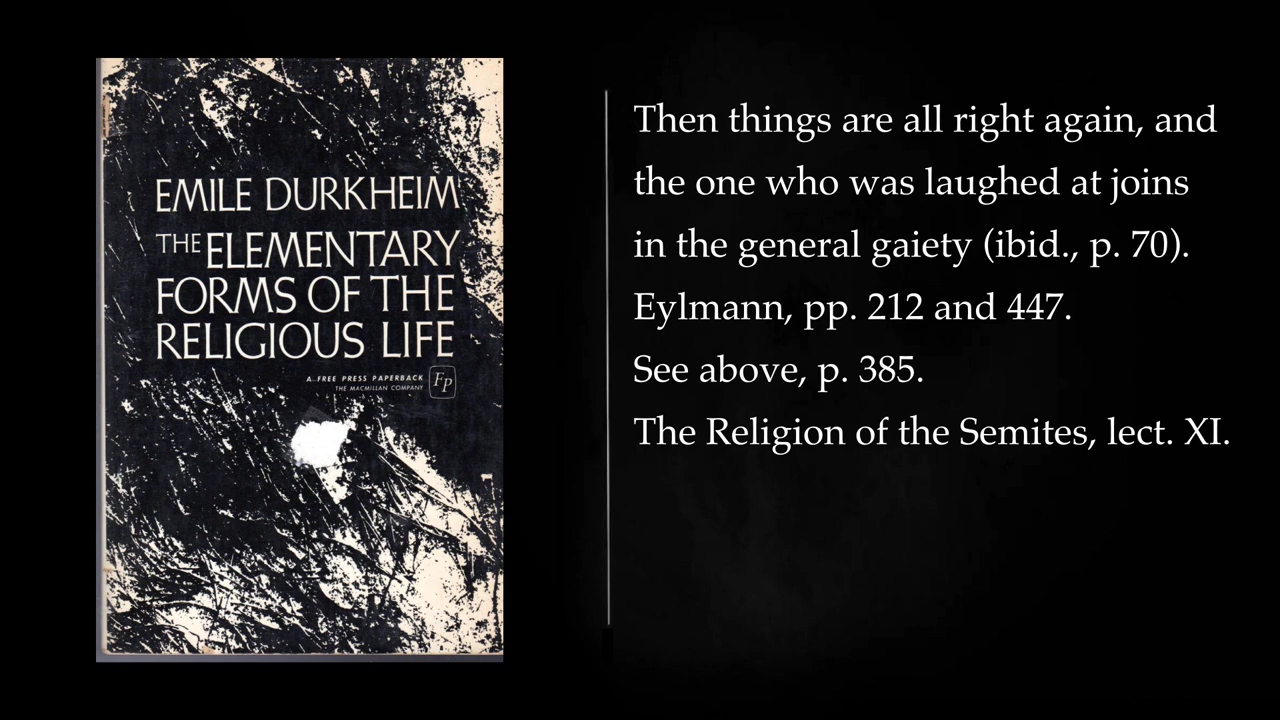 EMILE DURKHEIM
THE ELEMENTARY
FORMS OF THE
RELIGIOUS LIFE
A FREE PRESS PAPERBACK
THE MACMILLAN COMPANY
FP
Then things are all right again, and
the one who was laughed at joins
in the general gaiety (ibid., p. 70).
Eylmann, pp. 212 and 447.
See above, p. 385.
The Religion of the Semites, lect. XI.